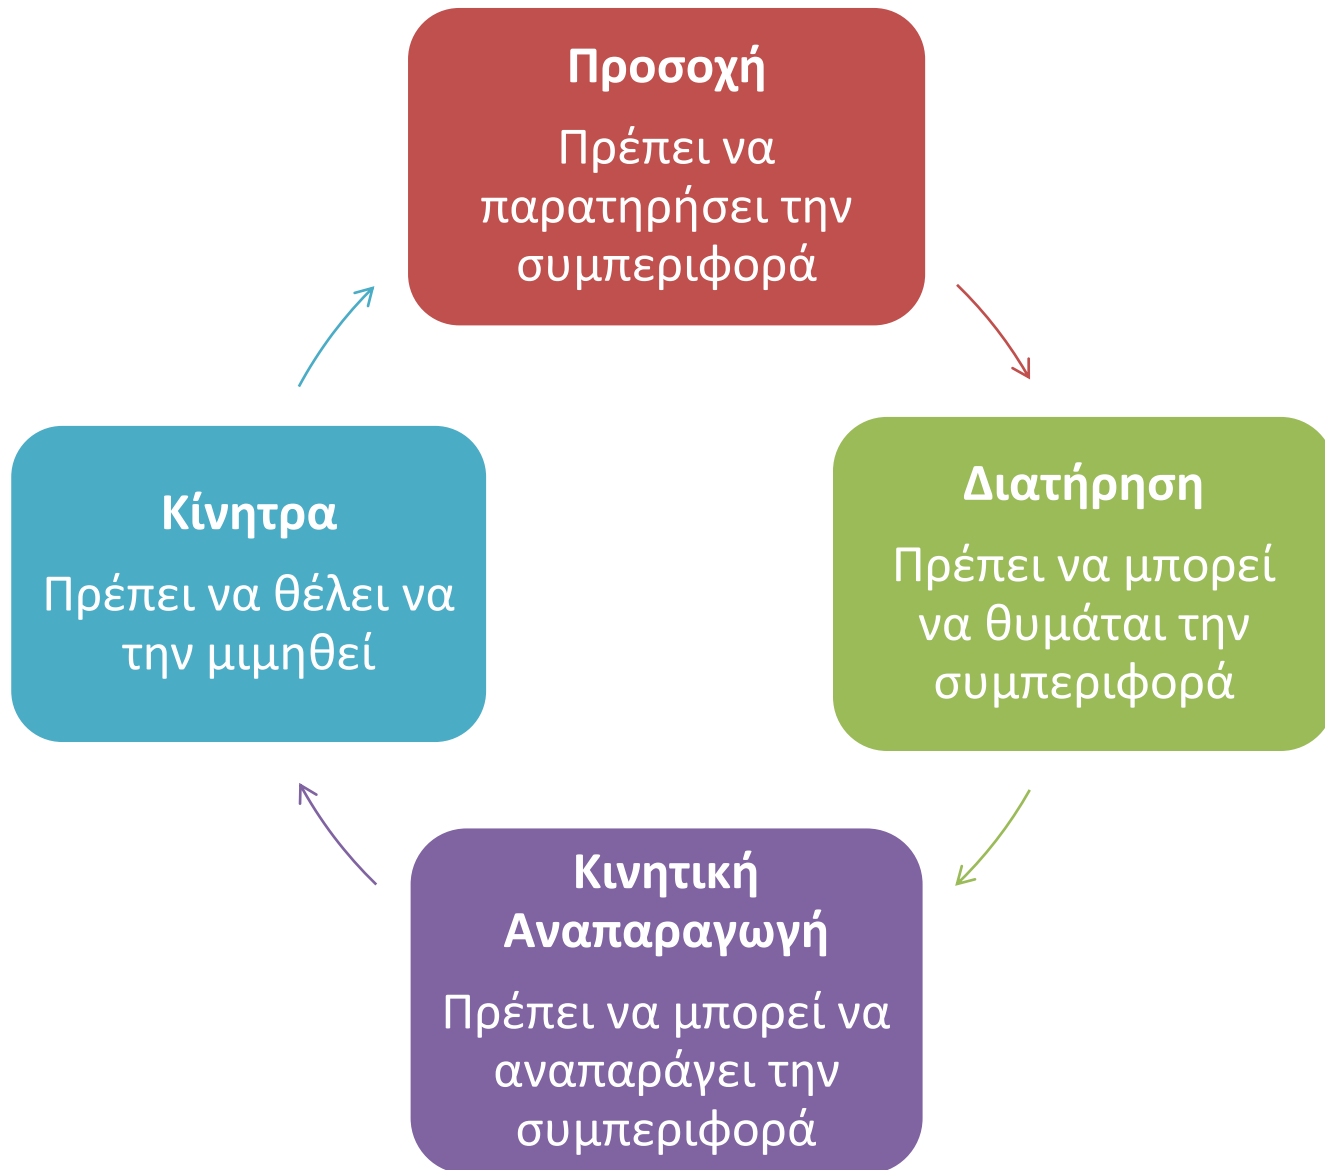 Προσοχή
Πρέπει να
παρατηρήσει την
συμπεριφορά
Διατήρηση
Πρέπει να μπορεί
να θυμάται την
συμπεριφορά
Κινητική
Αναπαραγωγή
Πρέπει να μπορεί να
αναπαράγει την
συμπεριφορά
Κίνητρα
Πρέπει να θέλει να
την μιμηθεί